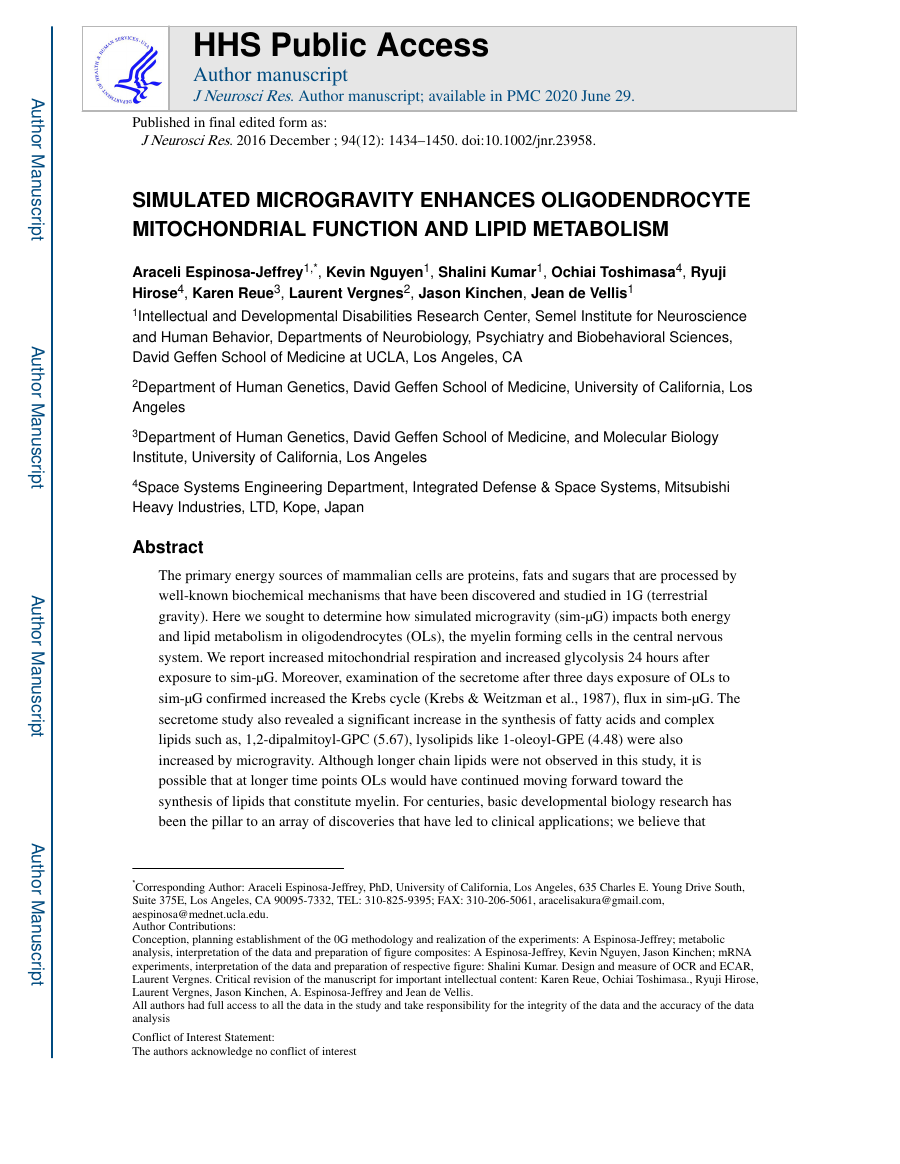 HHS Public Access
Author manuscript
J Neurosci Res. Author manuscript; available in PMC 2020 June 29.
Published in final edited form as:
J Neurosci Res. 2016 December ; 94(12): 1434–1450. doi:10.1002/jnr.23958.
SIMULATED MICROGRAVITY ENHANCES OLIGODENDROCYTE
MITOCHONDRIAL FUNCTION AND LIPID METABOLISM
Araceli Espinosa-Jeffrey1,*, Kevin Nguyen1, Shalini Kumar1, Ochiai Toshimasa4, Ryuji
Hirose4, Karen Reue3, Laurent Vergnes2, Jason Kinchen, Jean de Vellis1
1Intellectual and Developmental Disabilities Research Center, Semel Institute for Neuroscience
and Human Behavior, Departments of Neurobiology, Psychiatry and Biobehavioral Sciences,
David Geffen School of Medicine at UCLA, Los Angeles, CA
2Department of Human Genetics, David Geffen School of Medicine, University of California, Los
Angeles
3Department of Human Genetics, David Geffen School of Medicine, and Molecular Biology
Institute, University of California, Los Angeles
4Space Systems Engineering Department, Integrated Defense & Space Systems, Mitsubishi
Heavy Industries, LTD, Kope, Japan
Abstract
The primary energy sources of mammalian cells are proteins, fats and sugars that are processed by
well-known biochemical mechanisms that have been discovered and studied in 1G (terrestrial
gravity). Here we sought to determine how simulated microgravity (sim-μG) impacts both energy
and lipid metabolism in oligodendrocytes (OLs), the myelin forming cells in the central nervous
system. We report increased mitochondrial respiration and increased glycolysis 24 hours after
exposure to sim-μG. Moreover, examination of the secretome after three days exposure of OLs to
sim-μG confirmed increased the Krebs cycle (Krebs & Weitzman et al., 1987), flux in sim-μG. The
secretome study also revealed a significant increase in the synthesis of fatty acids and complex
lipids such as, 1,2-dipalmitoyl-GPC (5.67), lysolipids like 1-oleoyl-GPE (4.48) were also
increased by microgravity. Although longer chain lipids were not observed in this study, it is
possible that at longer time points OLs would have continued moving forward toward the
synthesis of lipids that constitute myelin. For centuries, basic developmental biology research has
been the pillar to an array of discoveries that have led to clinical applications; we believe that
*Corresponding Author: Araceli Espinosa-Jeffrey, PhD, University of California, Los Angeles, 635 Charles E. Young Drive South,
Suite 375E, Los Angeles, CA 90095-7332, TEL: 310-825-9395; FAX: 310-206-5061, aracelisakura@gmail.com,
aespinosa@mednet.ucla.edu.
Author Contributions:
Conception, planning establishment of the 0G methodology and realization of the experiments: A Espinosa-Jeffrey; metabolic
analysis, interpretation of the data and preparation of figure composites: A Espinosa-Jeffrey, Kevin Nguyen, Jason Kinchen; mRNA
experiments, interpretation of the data and preparation of respective figure: Shalini Kumar. Design and measure of OCR and ECAR,
Laurent Vergnes. Critical revision of the manuscript for important intellectual content: Karen Reue, Ochiai Toshimasa., Ryuji Hirose,
Laurent Vergnes, Jason Kinchen, A. Espinosa-Jeffrey and Jean de Vellis.
All authors had full access to all the data in the study and take responsibility for the integrity of the data and the accuracy of the data
analysis
Conflict of Interest Statement:
The authors acknowledge no conflict of interest
Author Manuscript
Author Manuscript
Author Manuscript
Author Manuscript
DEPARTMENT OF HEALTH & HUMAN SERVICES · USA